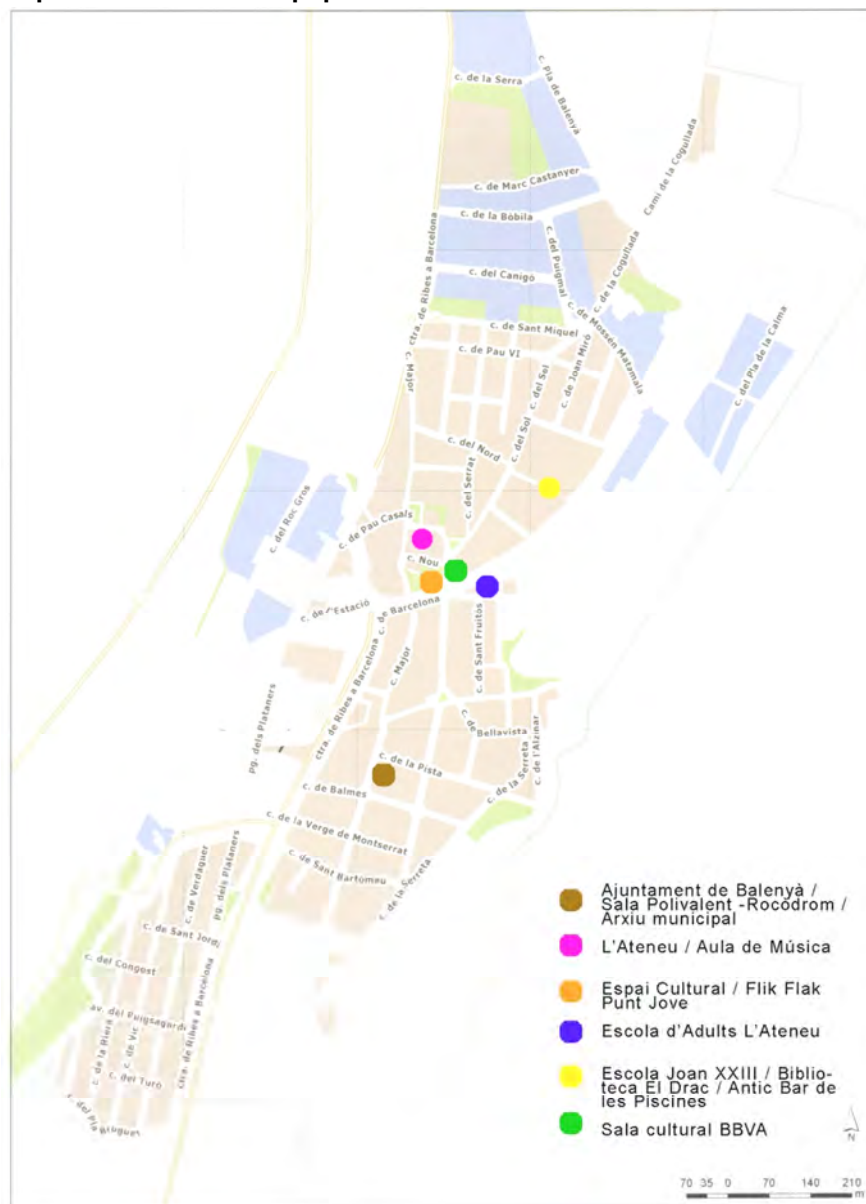 c. de la Serra
c. Pla de Balenyà
Camí de la Cogullada
c. de Marc Castanyer
c. de la Bòbila
c. del Puigmal
c. de la Cogullada
c. del Canigó
ctra. de Ribes a Barcelona
c. de Mossèn Matamala
c. del Pla de la Calma
c. de Sant Miquel
c. de Pau VI
c. de Joan Miró
c. Major
c. del Sol
c. del Sol
c. del Nord
c. del Serrat
c. del Roc Gros
c. de Pau Casals
c. Nou
c. de l'Estació
c. de Barcelona
c. de Sant Fruitós
c. Major
ctra. de Ribes a Barcelona
pg. dels Plataners
c. de Bellavista
c. de l'Alzinar
c. de la Serreta
c. de la Pista
c. de Balmes
c. de la Verge de Montserrat
c. de Sant Bartomeu
c. de la Serreta
c. de Verdaguer
pg. dels Plataners
c. de Sant Jordi
c. del Congost
av. del Puigsagordi
c. de la Riera
c. de Vic
c. del Turó
ctra. de Ribes a Barcelona
c. del Pla Bruguer
Ajuntament de Balenyà /
Sala Polivalent -Rocòdrom /
Arxiu municipal
L'Ateneu / Aula de Música
Espai Cultural / Flik Flak
Punt Jove
Escola d'Adults L'Ateneu
Escola Joan XXIII / Biblio-
teca El Drac / Antic Bar de
les Piscines
Sala cultural BBVA
N
70 35 0 70 140 210
m